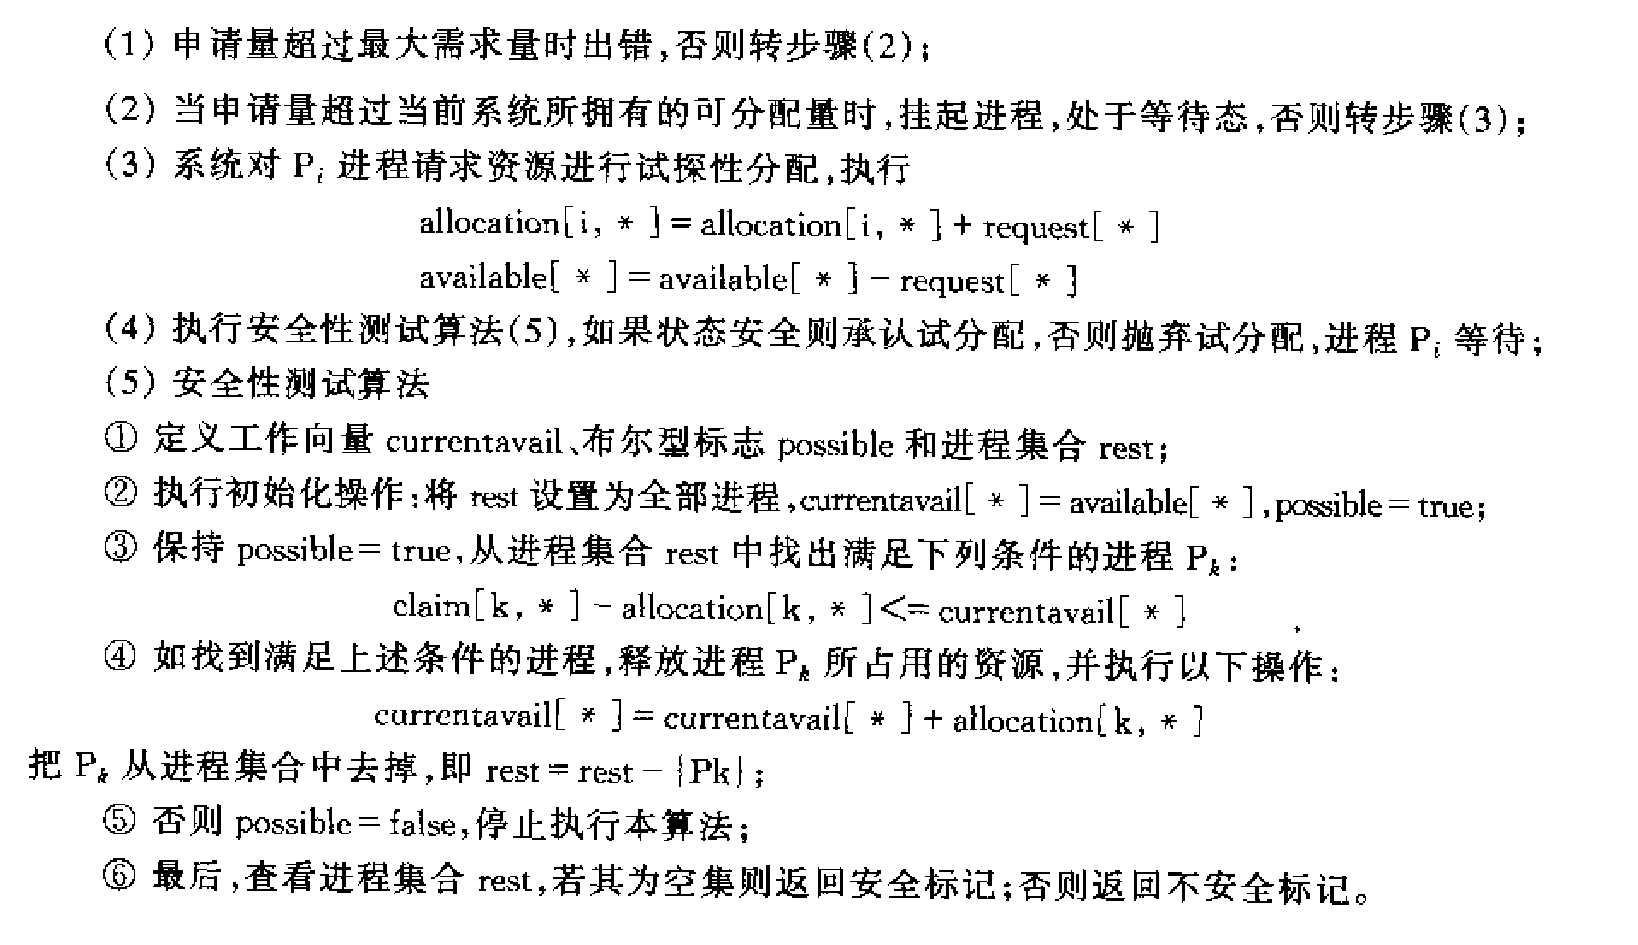 (1) 申请量超过最大需求量时出错,否则转步骤(2);
(2) 当申请量超过当前系统所拥有的可分配量时,挂起进程,处于等待态,否则转步骤(3);
(3) 系统对 Pi 进程请求资源进行试探性分配,执行
allocation[i, * ] = allocation[i, * ] + request[ * ]
available[ * ] = available[ * ] - request[ * ]
(4) 执行安全性测试算法(5),如果状态安全则承认试分配,否则抛弃试分配,进程 Pi 等待;
(5) 安全性测试算法
① 定义工作向量 currentavail、布尔型标志 possible 和进程集合 rest;
② 执行初始化操作:将 rest 设置为全部进程,currentavail[ * ] = available[ * ],possible = true;
③ 保持 possible = true,从进程集合 rest 中找出满足下列条件的进程 Pk:
claim[k, * ] - allocation[k, * ] <= currentavail[ * ]
④ 如找到满足上述条件的进程,释放进程 Pk 所占用的资源,并执行以下操作:
currentavail[ * ] = currentavail[ * ] + allocation[k, * ]
把 Pk 从进程集合中去掉,即 rest = rest - {Pk};
⑤ 否则 possible = false,停止执行本算法;
⑥ 最后,查看进程集合 rest,若其为空集则返回安全标记;否则返回不安全标记。